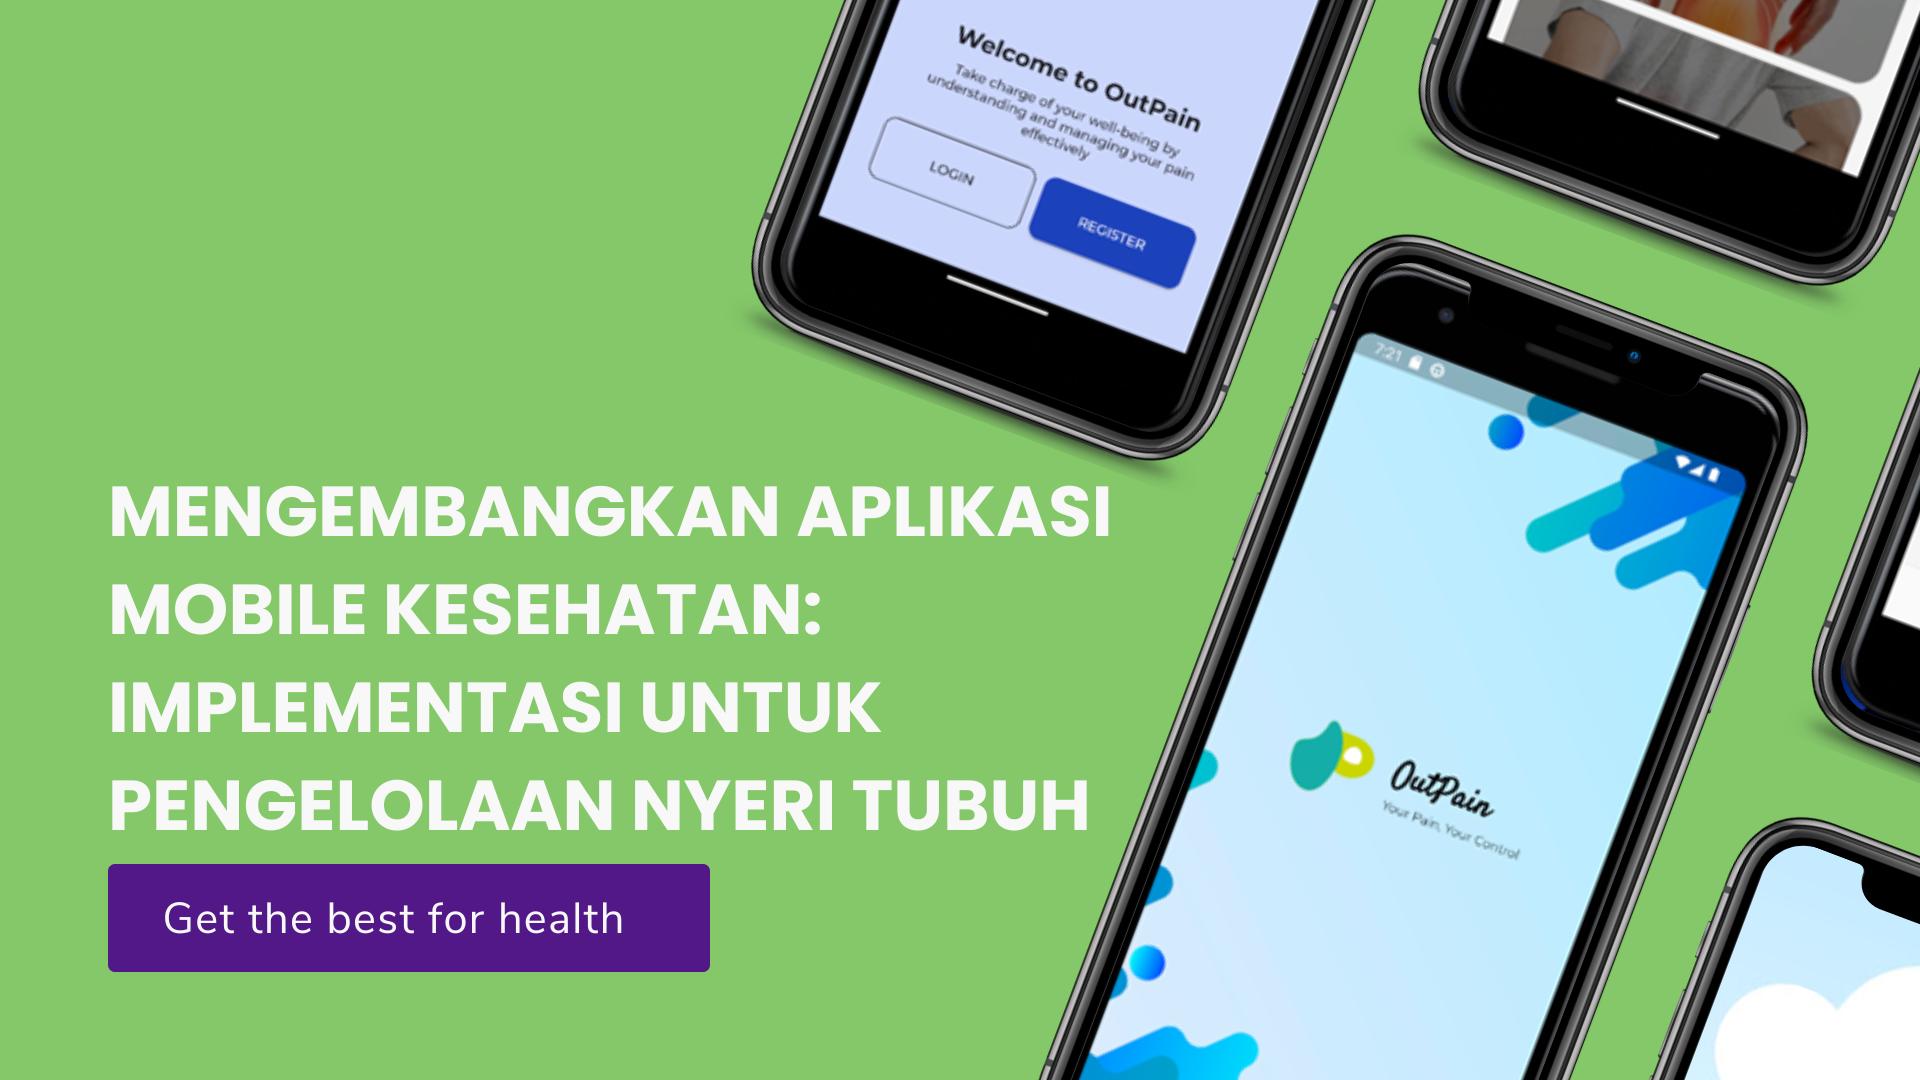 Welcome to OutPain
Take charge of your well-being by
understanding and managing your pain
effectively
LOGIN
REGISTER
7:21
OutPain
Your Pain, Your Control
MENGEMBANGKAN APLIKASI
MOBILE KESEHATAN:
IMPLEMENTASI UNTUK
PENGELOLAAN NYERI TUBUH
Get the best for health